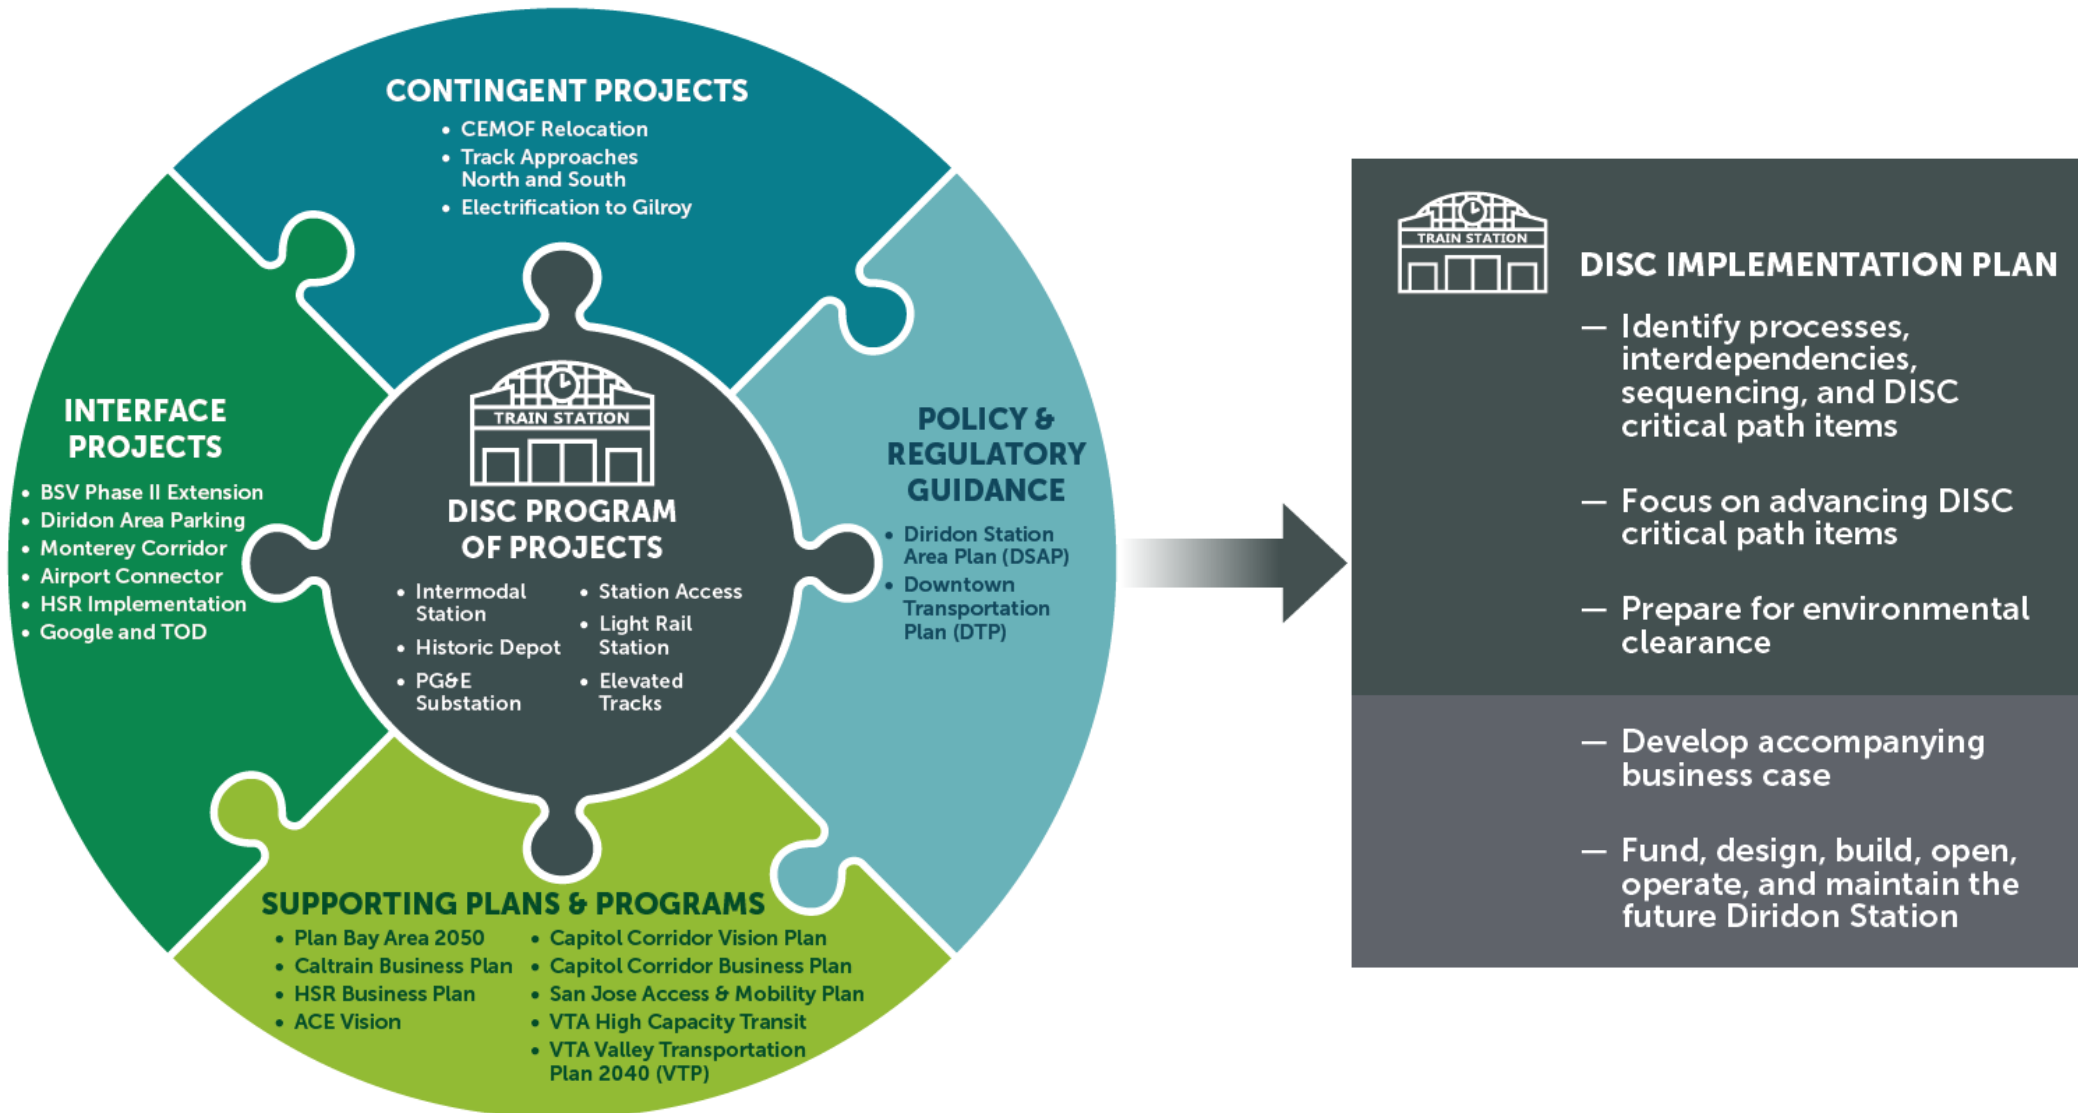 CONTINGENT PROJECTS
• CEMOF Relocation
• Track Approaches
North and South
• Electrification to Gilroy
INTERFACE
PROJECTS
• BSV Phase II Extension
• Diridon Area Parking
• Monterey Corridor
• Airport Connector
• HSR Implementation
• Google and TOD
TRAIN STATION
DISC PROGRAM
OF PROJECTS
• Intermodal
Station
• Historic Depot
• PG&E
Substation
• Station Access
• Light Rail
Station
• Elevated
Tracks
POLICY &
REGULATORY
GUIDANCE
• Diridon Station
Area Plan (DSAP)
• Downtown
Transportation
Plan (DTP)
SUPPORTING PLANS & PROGRAMS
• Plan Bay Area 2050
• Caltrain Business Plan
• HSR Business Plan
• ACE Vision
• Capitol Corridor Vision Plan
• Capitol Corridor Business Plan
• San Jose Access & Mobility Plan
• VTA High Capacity Transit
• VTA Valley Transportation
Plan 2040 (VTP)
TRAIN STATION
DISC IMPLEMENTATION PLAN
— Identify processes,
interdependencies,
sequencing, and DISC
critical path items
— Focus on advancing DISC
critical path items
— Prepare for environmental
clearance
— Develop accompanying
business case
— Fund, design, build, open,
operate, and maintain the
future Diridon Station